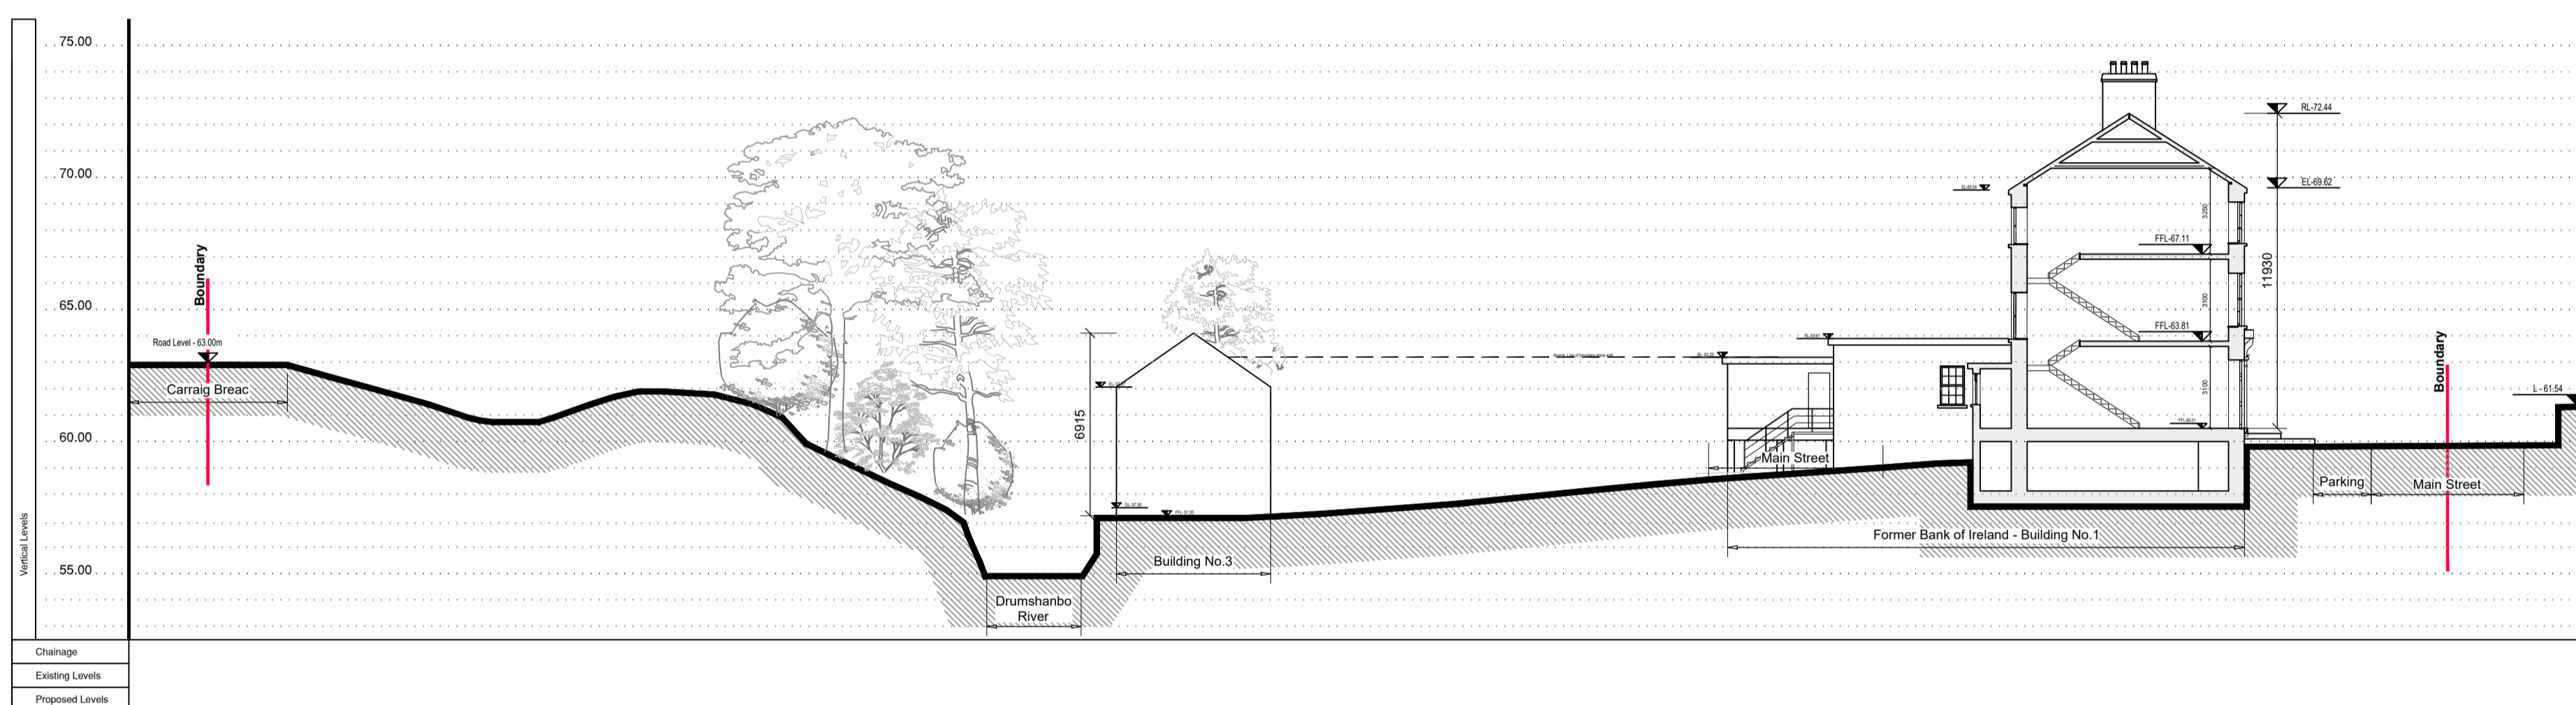 75.00
70.00
65.00
60.00
55.00
Vertical Levels
Boundary
Road Level - 63.00m
Carraig Breac
Drumshanbo
River
6915
Building No.3
Main Street
Former Bank of Ireland - Building No.1
RL-72.44
EL-69.62
3250
FFL-67.11
11930
3100
FFL-63.81
3100
Parking
Main Street
Boundary
L - 61.54
Chainage
Existing Levels
Proposed Levels